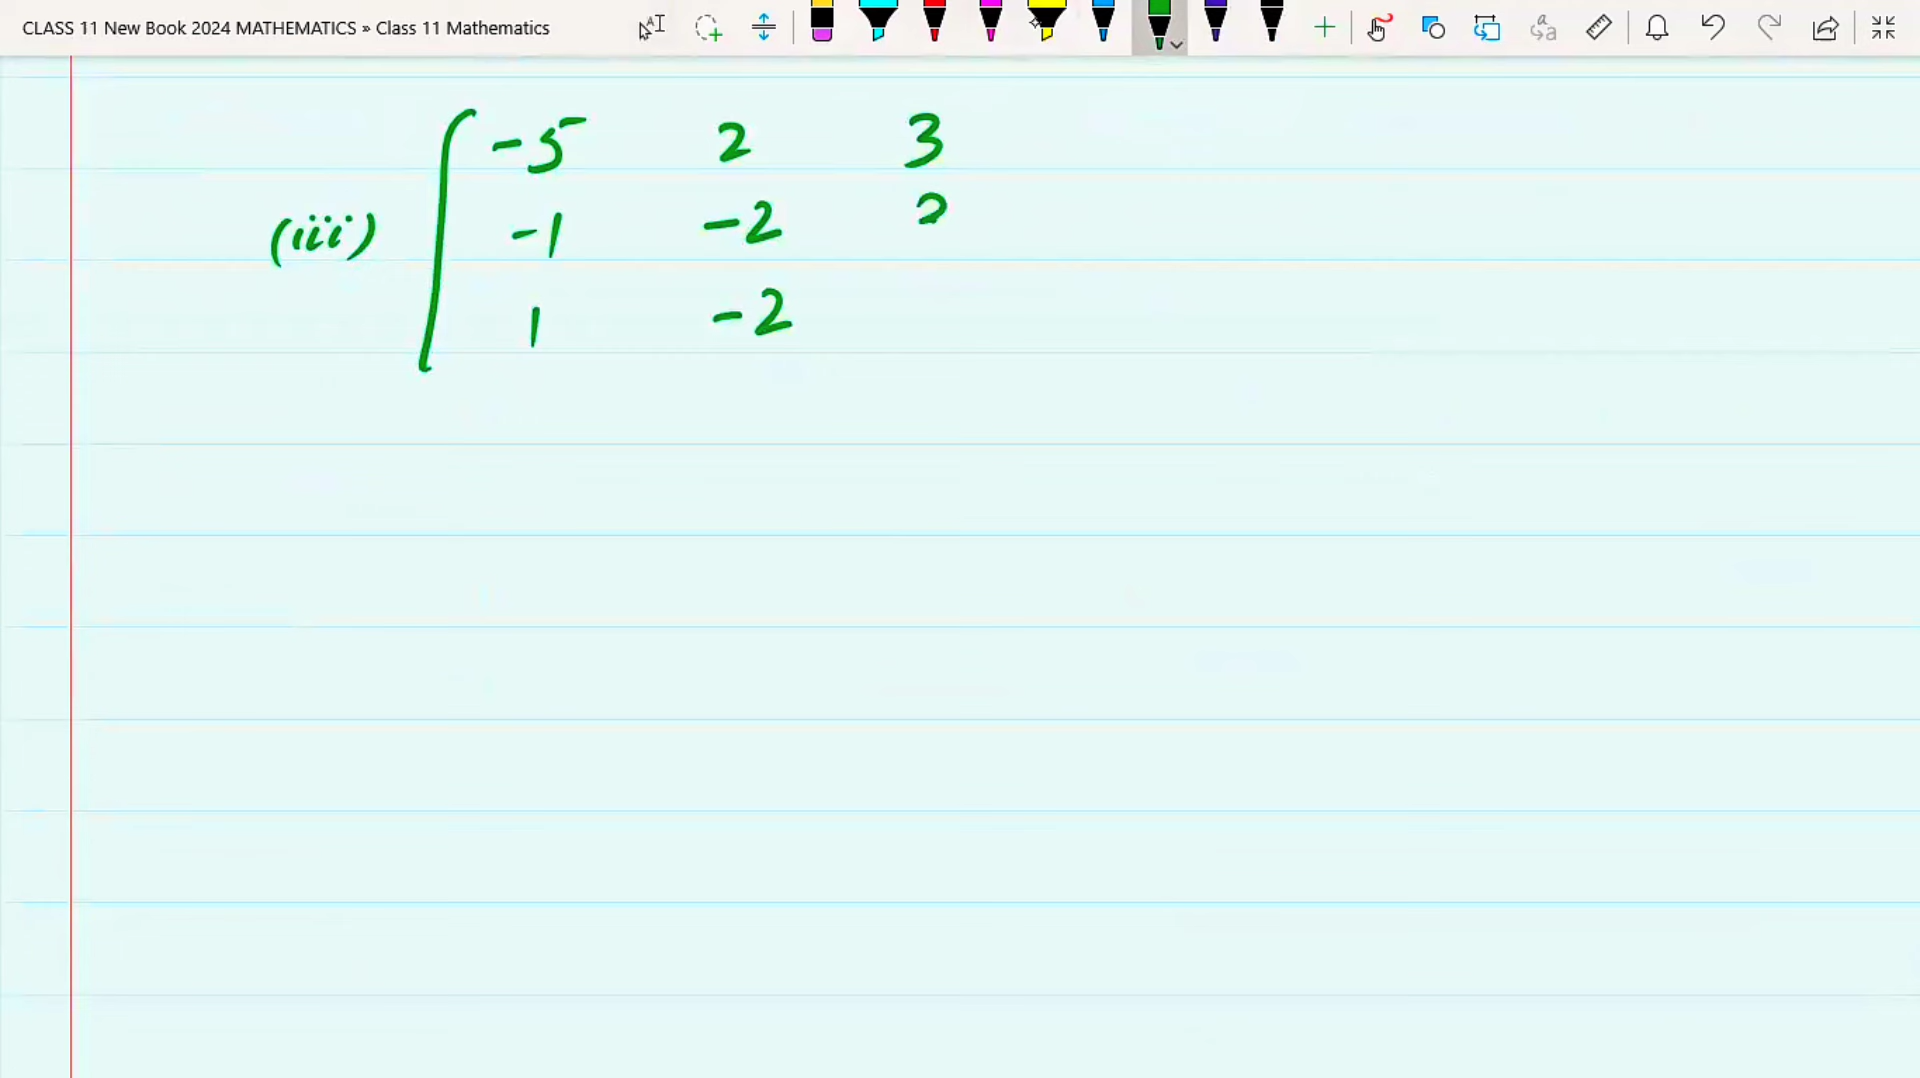 CLASS 11 New Book 2024 MATHEMATICS » Class 11 Mathematics
-5 2 3
(iii) -1 -2 2
1 -2